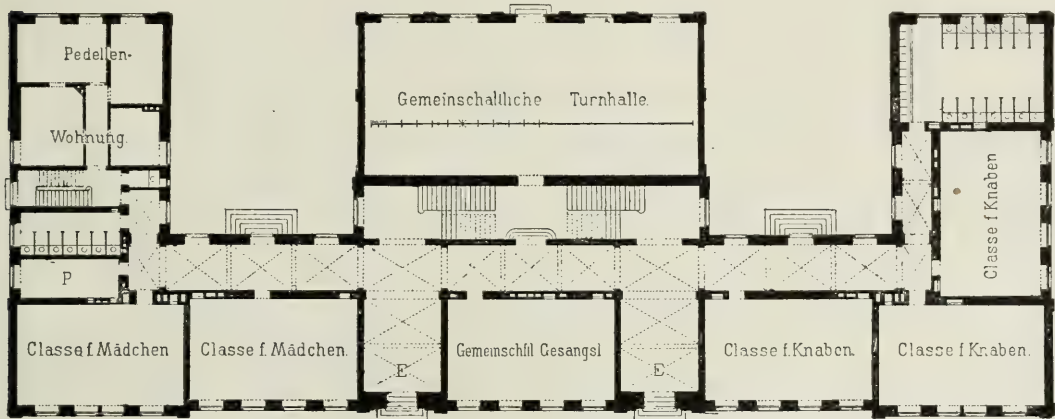 Pedellen-
Gemeinschaftliche Turnhalle.
Wohnung.
Classe f Knaben
P
Classe f. Mädchen
Classe f. Mädchen.
E
Gemeinschftl Gesangsl
E
Classe f. Knaben.
Classe f. Knaben.